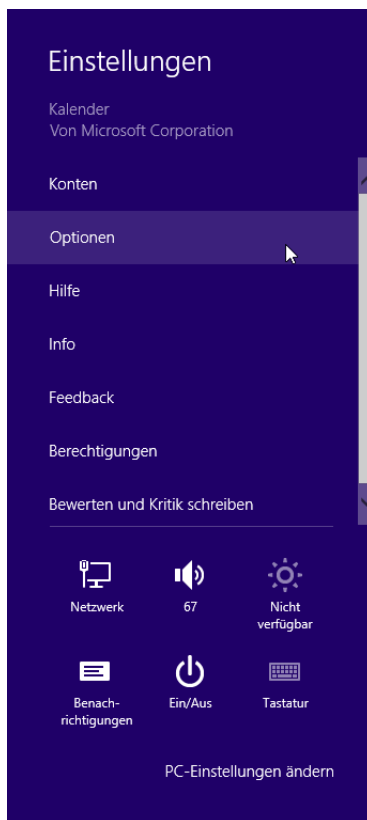 Einstellungen
Kalender
Von Microsoft Corporation
Konten
Optionen
Hilfe
Info
Feedback
Berechtigungen
Bewerten und Kritik schreiben
Netzwerk
67
Nicht
verfügbar
Benach-
richtigungen
Ein/Aus
Tastatur
PC-Einstellungen ändern